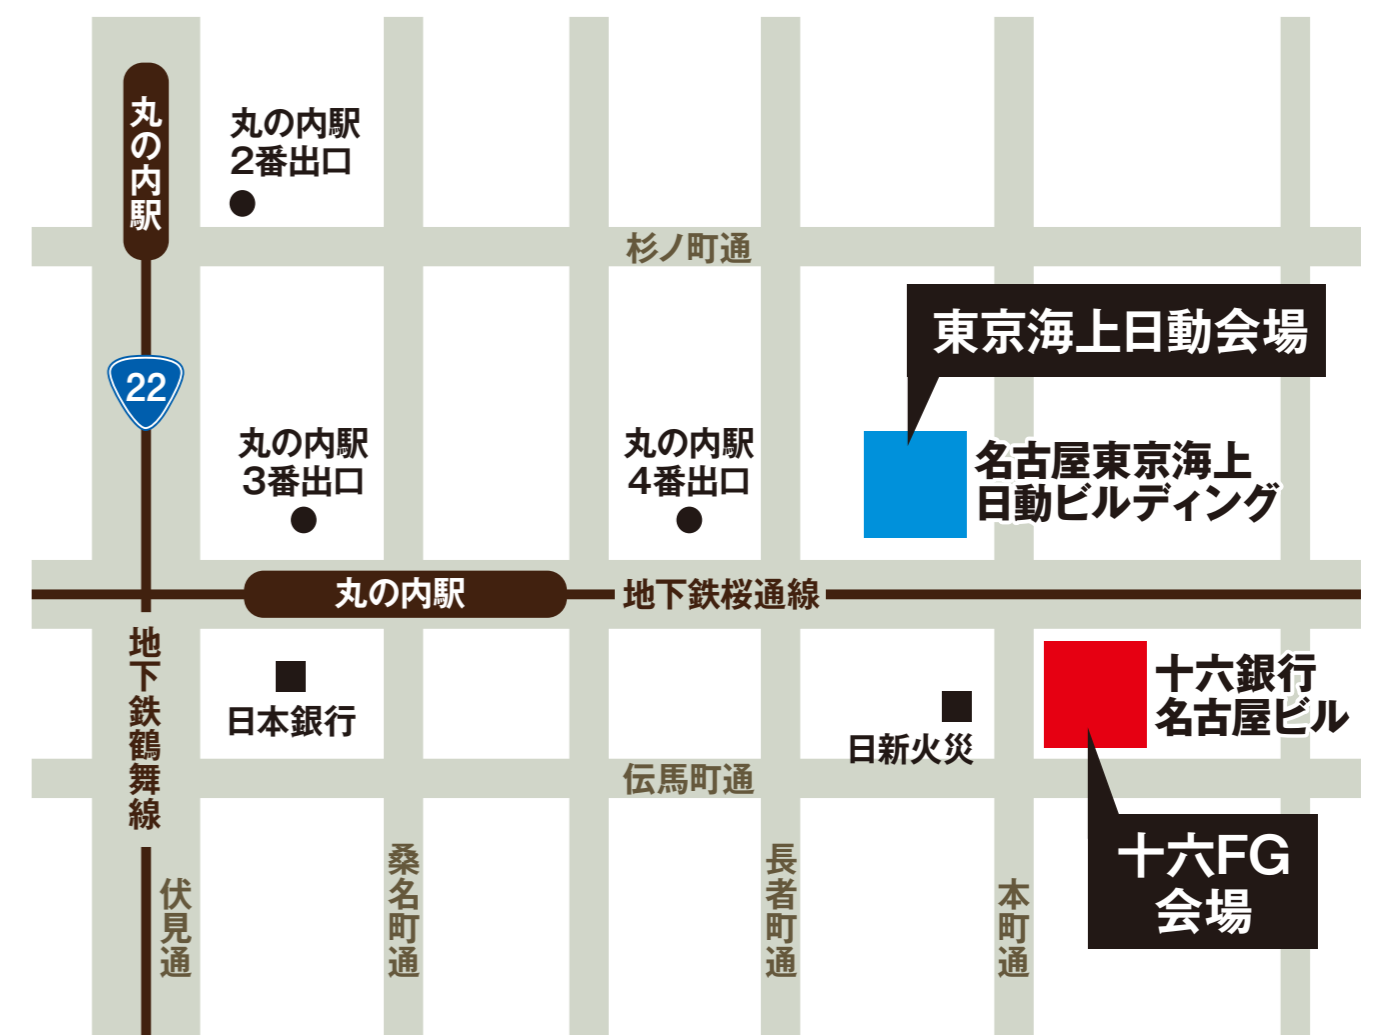 丸の内駅
丸の内駅
2番出口
杉ノ町通
東京海上日動会場
22
丸の内駅
3番出口
丸の内駅
4番出口
名古屋東京海上
日動ビルディング
丸の内駅
地下鉄桜通線
地下鉄鶴舞線
日本銀行
日新火災
十六銀行
名古屋ビル
伝馬町通
十六FG
会場
伏見通
桑名町通
長者町通
本町通